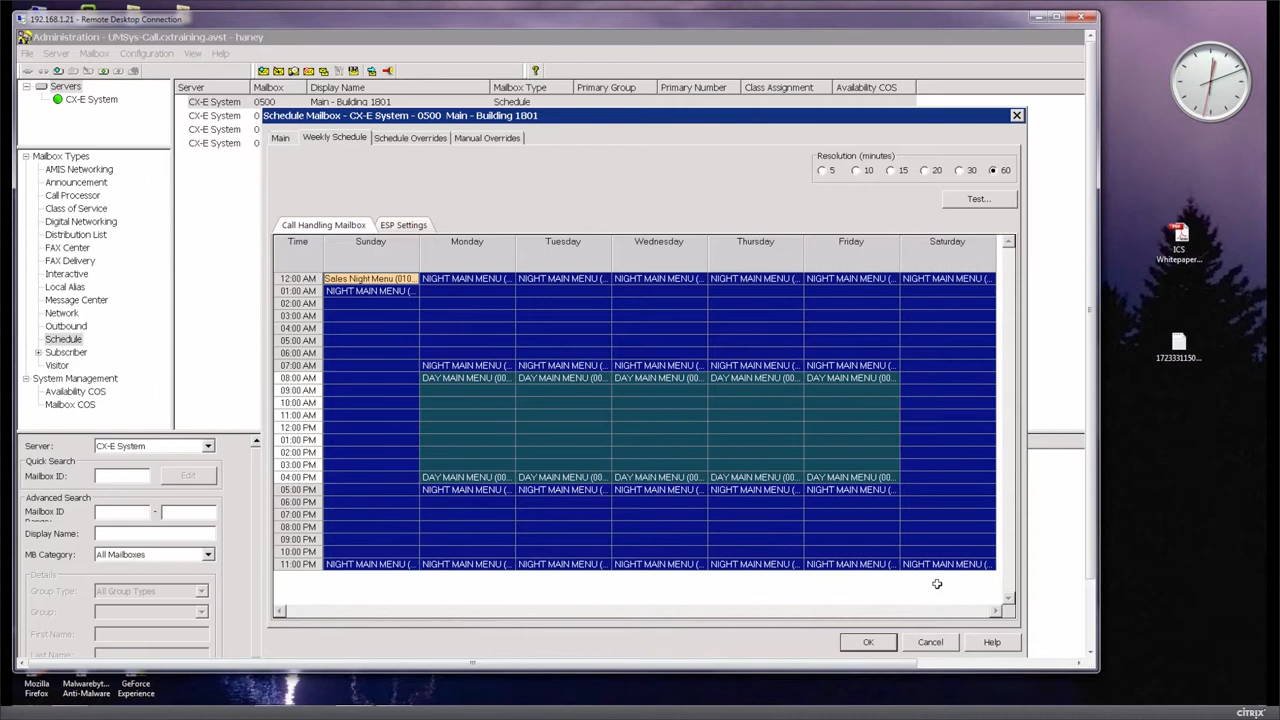 192.168.1.21 - Remote Desktop Connection
Administration - UMSys-Call.cxtraining.avst - haney
File Server Mailbox Configuration View Help
Servers
CX-E System
Server Mailbox Display Name Mailbox Type Primary Group Primary Number Class Assignment Availability COS
CX-E System 0500 Main - Building 1801 Schedule
CX-E System 0
CX-E System 0
CX-E System 0
Schedule Mailbox - CX-E System - 0500 Main - Building 1801
Main Weekly Schedule Schedule Overrides Manual Overrides
Resolution (minutes)
5 10 15 20 30 60
Test...
Call Handling Mailbox ESP Settings
Time Sunday Monday Tuesday Wednesday Thursday Friday Saturday
12:00 AM Sales Night Menu (010... NIGHT MAIN MENU (... NIGHT MAIN MENU (... NIGHT MAIN MENU (... NIGHT MAIN MENU (... NIGHT MAIN MENU (... NIGHT MAIN MENU (...
01:00 AM NIGHT MAIN MENU (...
02:00 AM
03:00 AM
04:00 AM
05:00 AM
06:00 AM
07:00 AM NIGHT MAIN MENU (... NIGHT MAIN MENU (... NIGHT MAIN MENU (... NIGHT MAIN MENU (... NIGHT MAIN MENU (...
08:00 AM DAY MAIN MENU (00... DAY MAIN MENU (00... DAY MAIN MENU (00... DAY MAIN MENU (00... DAY MAIN MENU (00...
09:00 AM
10:00 AM
11:00 AM
12:00 PM
01:00 PM
02:00 PM
03:00 PM
04:00 PM DAY MAIN MENU (00... DAY MAIN MENU (00... DAY MAIN MENU (00... DAY MAIN MENU (00... DAY MAIN MENU (00...
05:00 PM NIGHT MAIN MENU (... NIGHT MAIN MENU (... NIGHT MAIN MENU (... NIGHT MAIN MENU (... NIGHT MAIN MENU (...
06:00 PM
07:00 PM
08:00 PM
09:00 PM
10:00 PM
11:00 PM NIGHT MAIN MENU (... NIGHT MAIN MENU (... NIGHT MAIN MENU (... NIGHT MAIN MENU (... NIGHT MAIN MENU (... NIGHT MAIN MENU (... NIGHT MAIN MENU (...
OK Cancel Help
Mailbox Types
AMIS Networking
Announcement
Call Processor
Class of Service
Digital Networking
Distribution List
FAX Center
FAX Delivery
Interactive
Local Alias
Message Center
Network
Outbound
Schedule
Subscriber
Visitor
System Management
Availability COS
Mailbox COS
Server: CX-E System
Quick Search
Mailbox ID: Edit
Advanced Search
Mailbox ID -
Display Name:
MB Category: All Mailboxes
Details
Group Type: All Group Types
Group:
First Name:
ICS
Whitepaper...
1723331150...
Mozilla
Firefox
Malwarebyt...
Anti-Malware
GeForce
Experience
CITRIX